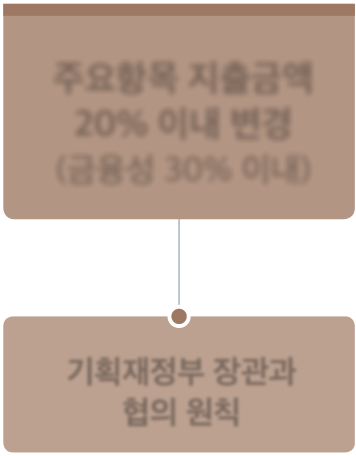 주요항목 지출금액
20% 이내 변경
(금융성 30% 이내)
기획재정부 장관과
협의 원칙